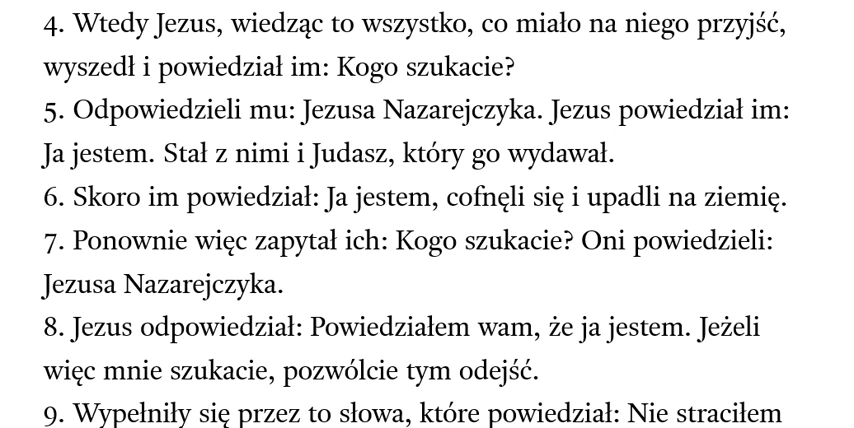 4. Wtedy Jezus, wiedząc to wszystko, co miało na niego przyjść,
wyszedł i powiedział im: Kogo szukacie?
5. Odpowiedzieli mu: Jezusa Nazarejczyka. Jezus powiedział im:
Ja jestem. Stał z nimi i Judasz, który go wydawał.
6. Skoro im powiedział: Ja jestem, cofnęli się i upadli na ziemię.
7. Ponownie więc zapytał ich: Kogo szukacie? Oni powiedzieli:
Jezusa Nazarejczyka.
8. Jezus odpowiedział: Powiedziałem wam, że ja jestem. Jeżeli
więc mnie szukacie, pozwólcie tym odejść.
9. Wypełniły się przez to słowa, które powiedział: Nie straciłem